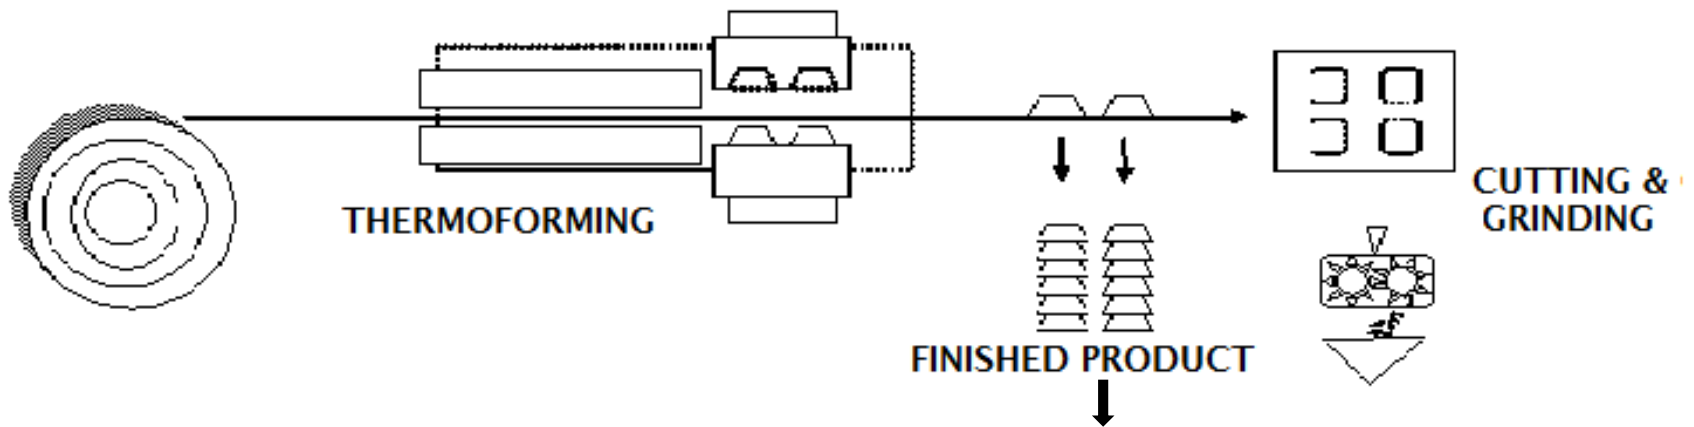 THERMOFORMING
CUTTING &
GRINDING
FINISHED PRODUCT